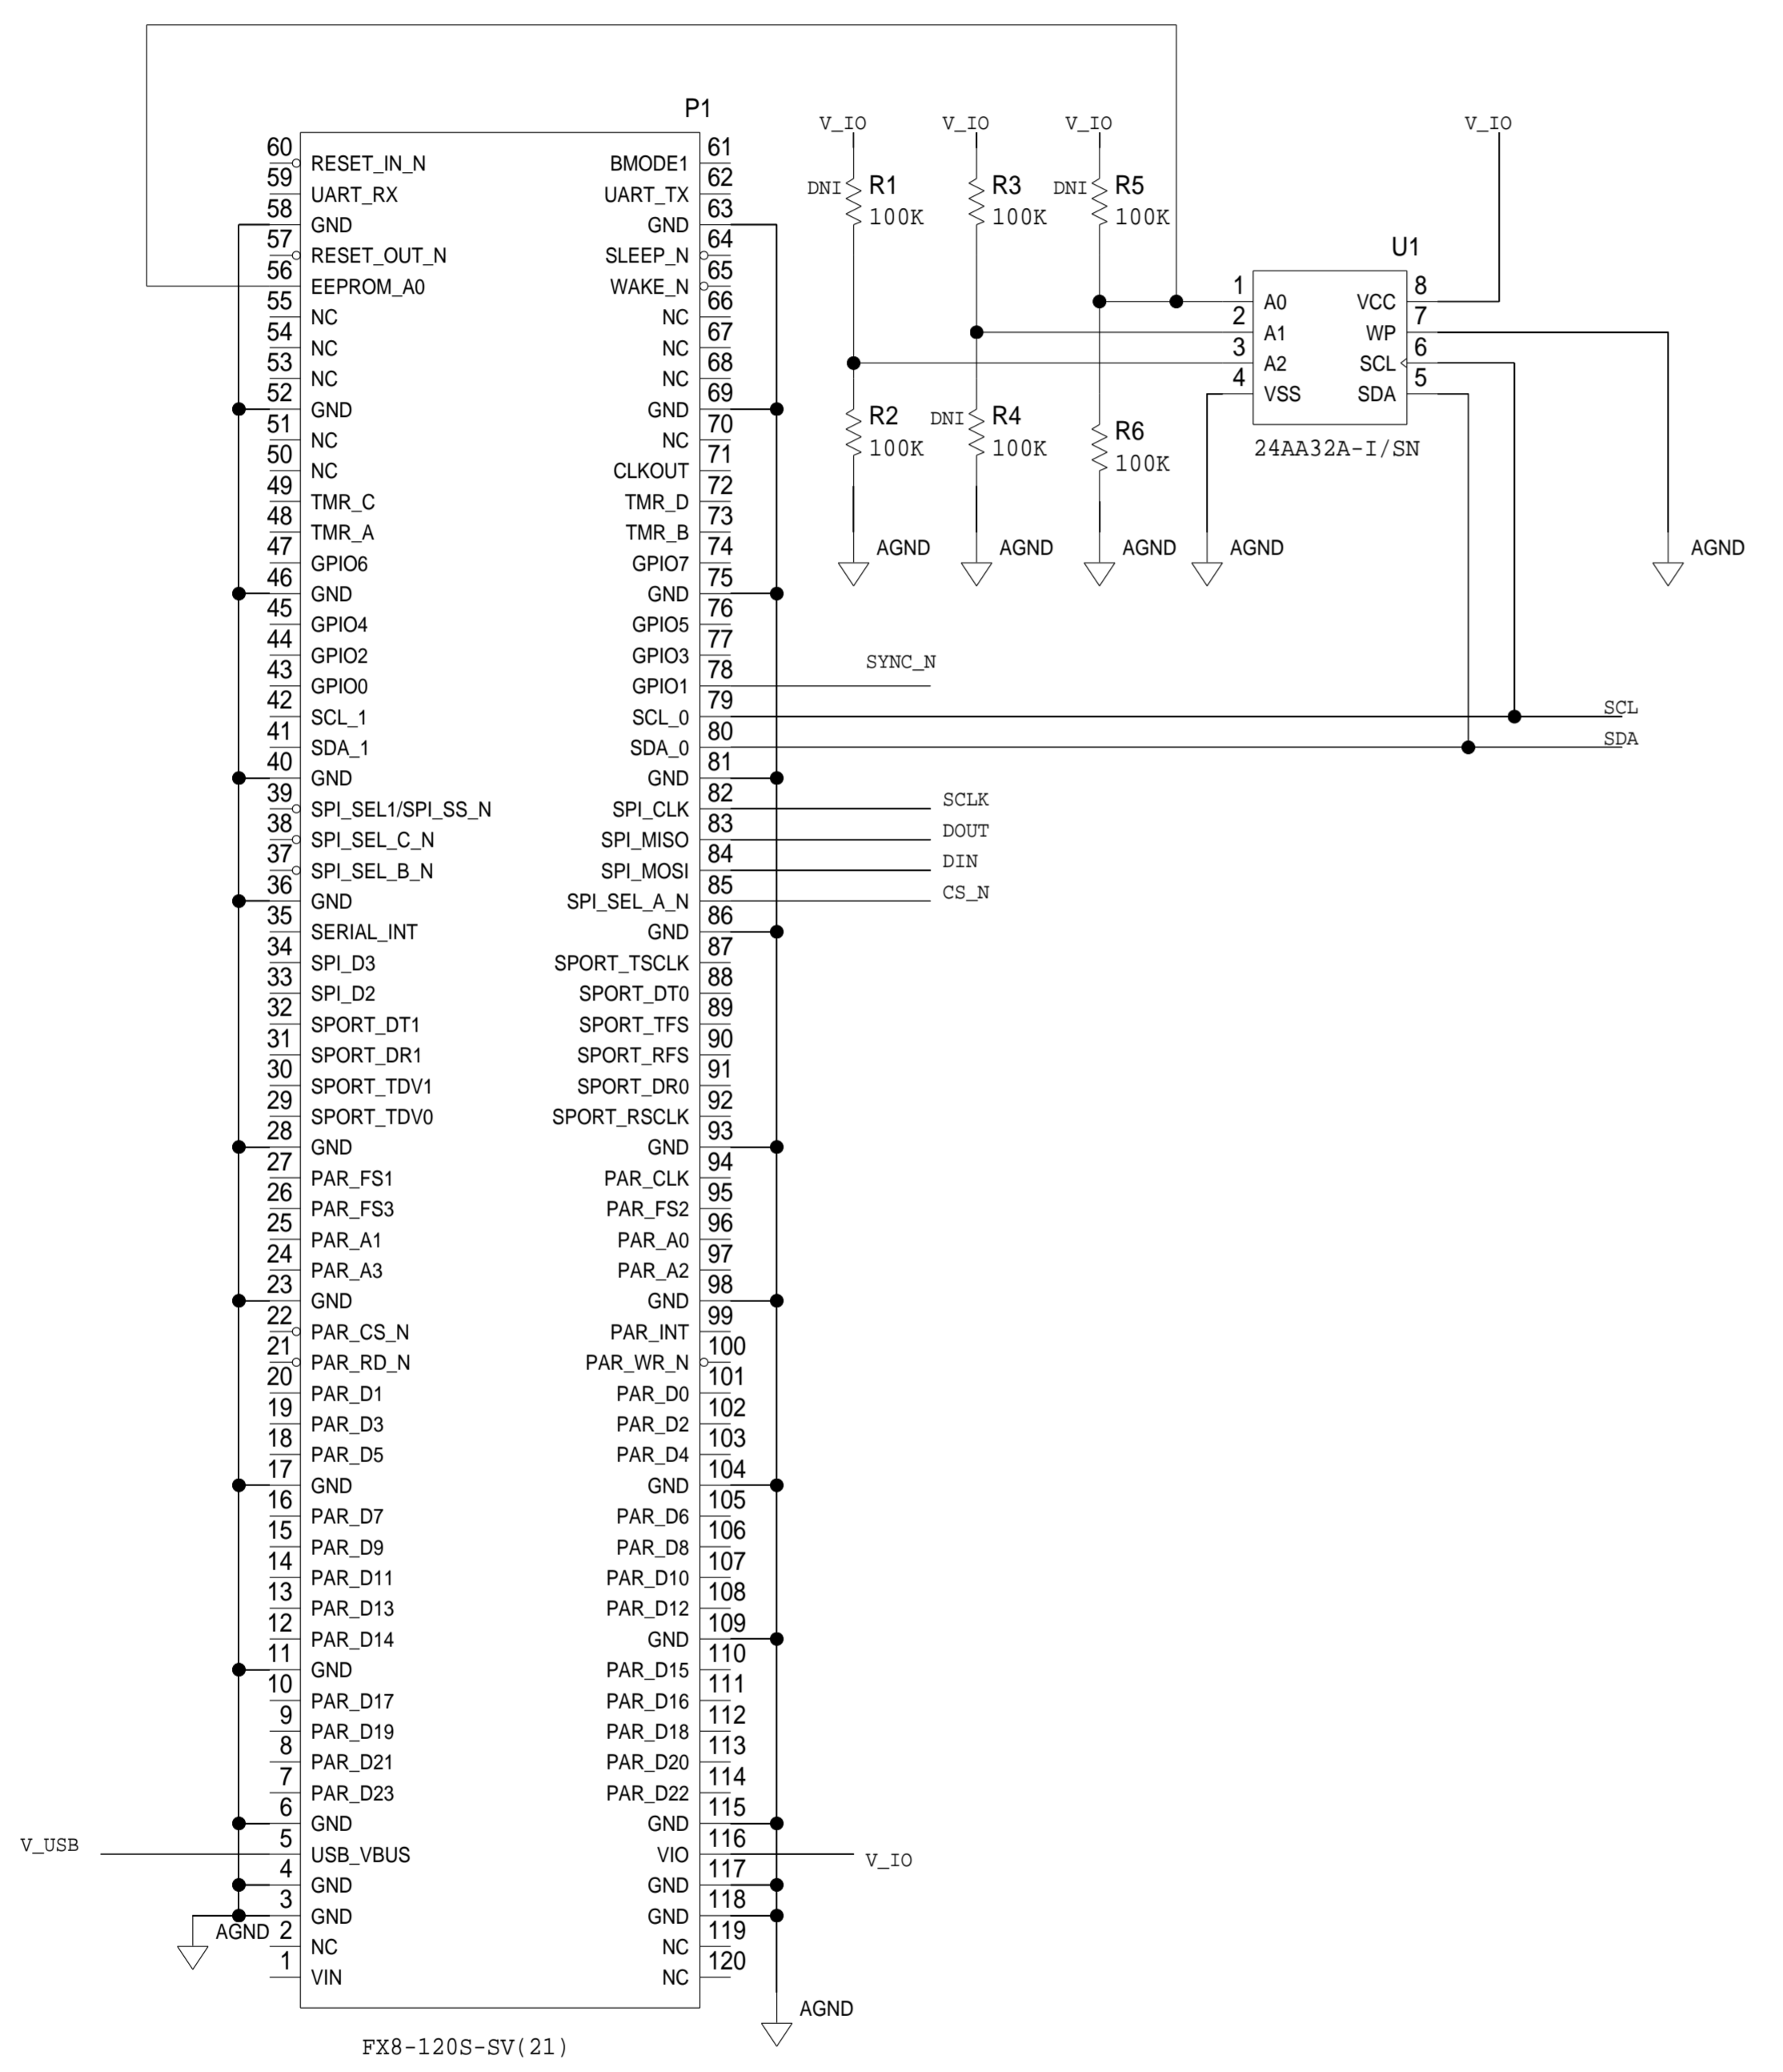 P1
60 RESET_IN_N BMODE1 61
59 UART_RX UART_TX 62
58 GND GND 63
57 RESET_OUT_N SLEEP_N 64
56 EEPROM_A0 WAKE_N 65
55 NC NC 66
54 NC NC 67
53 NC NC 68
52 GND GND 69
51 NC NC 70
50 NC CLKOUT 71
49 TMR_C TMR_D 72
48 TMR_A TMR_B 73
47 GPIO6 GPIO7 74
46 GND GND 75
45 GPIO4 GPIO5 76
44 GPIO2 GPIO3 77
43 GPIO0 GPIO1 78
42 SCL_1 SCL_0 79
41 SDA_1 SDA_0 80
40 GND GND 81
39 SPI_SEL1/SPI_SS_N SPI_CLK 82
38 SPI_SEL_C_N SPI_MISO 83
37 SPI_SEL_B_N SPI_MOSI 84
36 GND SPI_SEL_A_N 85
35 SERIAL_INT GND 86
34 SPI_D3 SPORT_TSCLK 87
33 SPI_D2 SPORT_DT0 88
32 SPORT_DT1 SPORT_TFS 89
31 SPORT_DR1 SPORT_RFS 90
30 SPORT_TDV1 SPORT_DR0 91
29 SPORT_TDV0 SPORT_RSCLK 92
28 GND GND 93
27 PAR_FS1 PAR_CLK 94
26 PAR_FS3 PAR_FS2 95
25 PAR_A1 PAR_A0 96
24 PAR_A3 PAR_A2 97
23 GND GND 98
22 PAR_CS_N PAR_INT 99
21 PAR_RD_N PAR_WR_N 100
20 PAR_D1 PAR_D0 101
19 PAR_D3 PAR_D2 102
18 PAR_D5 PAR_D4 103
17 GND GND 104
16 PAR_D7 PAR_D6 105
15 PAR_D9 PAR_D8 106
14 PAR_D11 PAR_D10 107
13 PAR_D13 PAR_D12 108
12 PAR_D14 GND 109
11 GND PAR_D15 110
10 PAR_D17 PAR_D16 111
9 PAR_D19 PAR_D18 112
8 PAR_D21 PAR_D20 113
7 PAR_D23 PAR_D22 114
6 GND GND 115
5 USB_VBUS VIO 116
4 GND GND 117
3 GND GND 118
2 NC NC 119
1 VIN NC 120
FX8-120S-SV(21)
V_USB
AGND
V_IO
AGND
V_IO V_IO V_IO V_IO
DNI R1
100K
R3
100K
DNI R5
100K
R2
100K
DNI R4
100K
R6
100K
U1
1 A0 VCC 8
2 A1 WP 7
3 A2 SCL 6
4 VSS SDA 5
24AA32A-I/SN
AGND AGND AGND AGND AGND
SYNC_N
SCL
SDA
SCLK
DOUT
DIN
CS_N